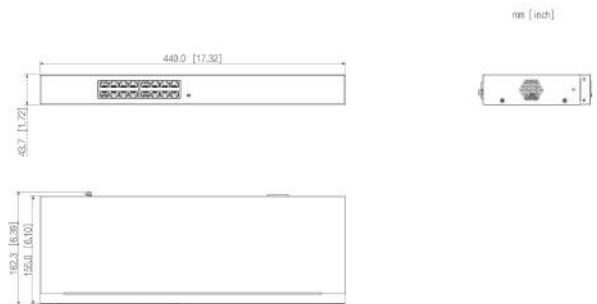 mm [inch]
440.0 [17.32]
43.7 [1.72]
162.3 [6.39]
155.0 [6.10]